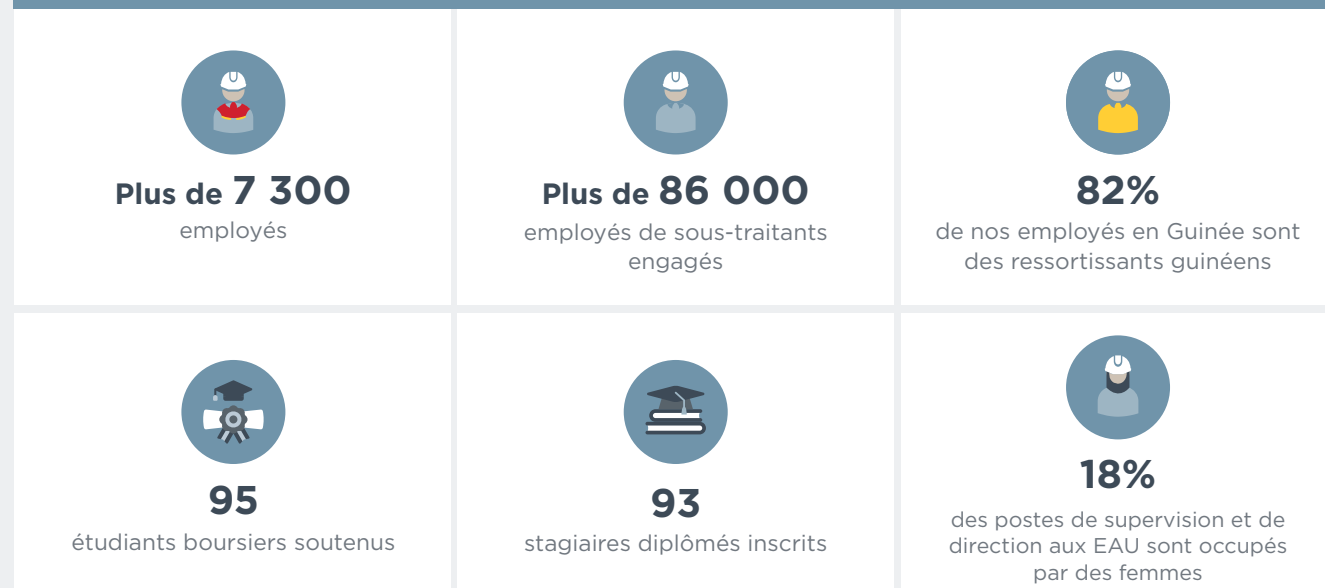 Plus de 7 300
employés
Plus de 86 000
employés de sous-traitants
engagés
82%
de nos employés en Guinée sont
des ressortissants guinéens
95
étudiants boursiers soutenus
93
stagiaires diplômés inscrits
18%
des postes de supervision et de
direction aux EAU sont occupés
par des femmes